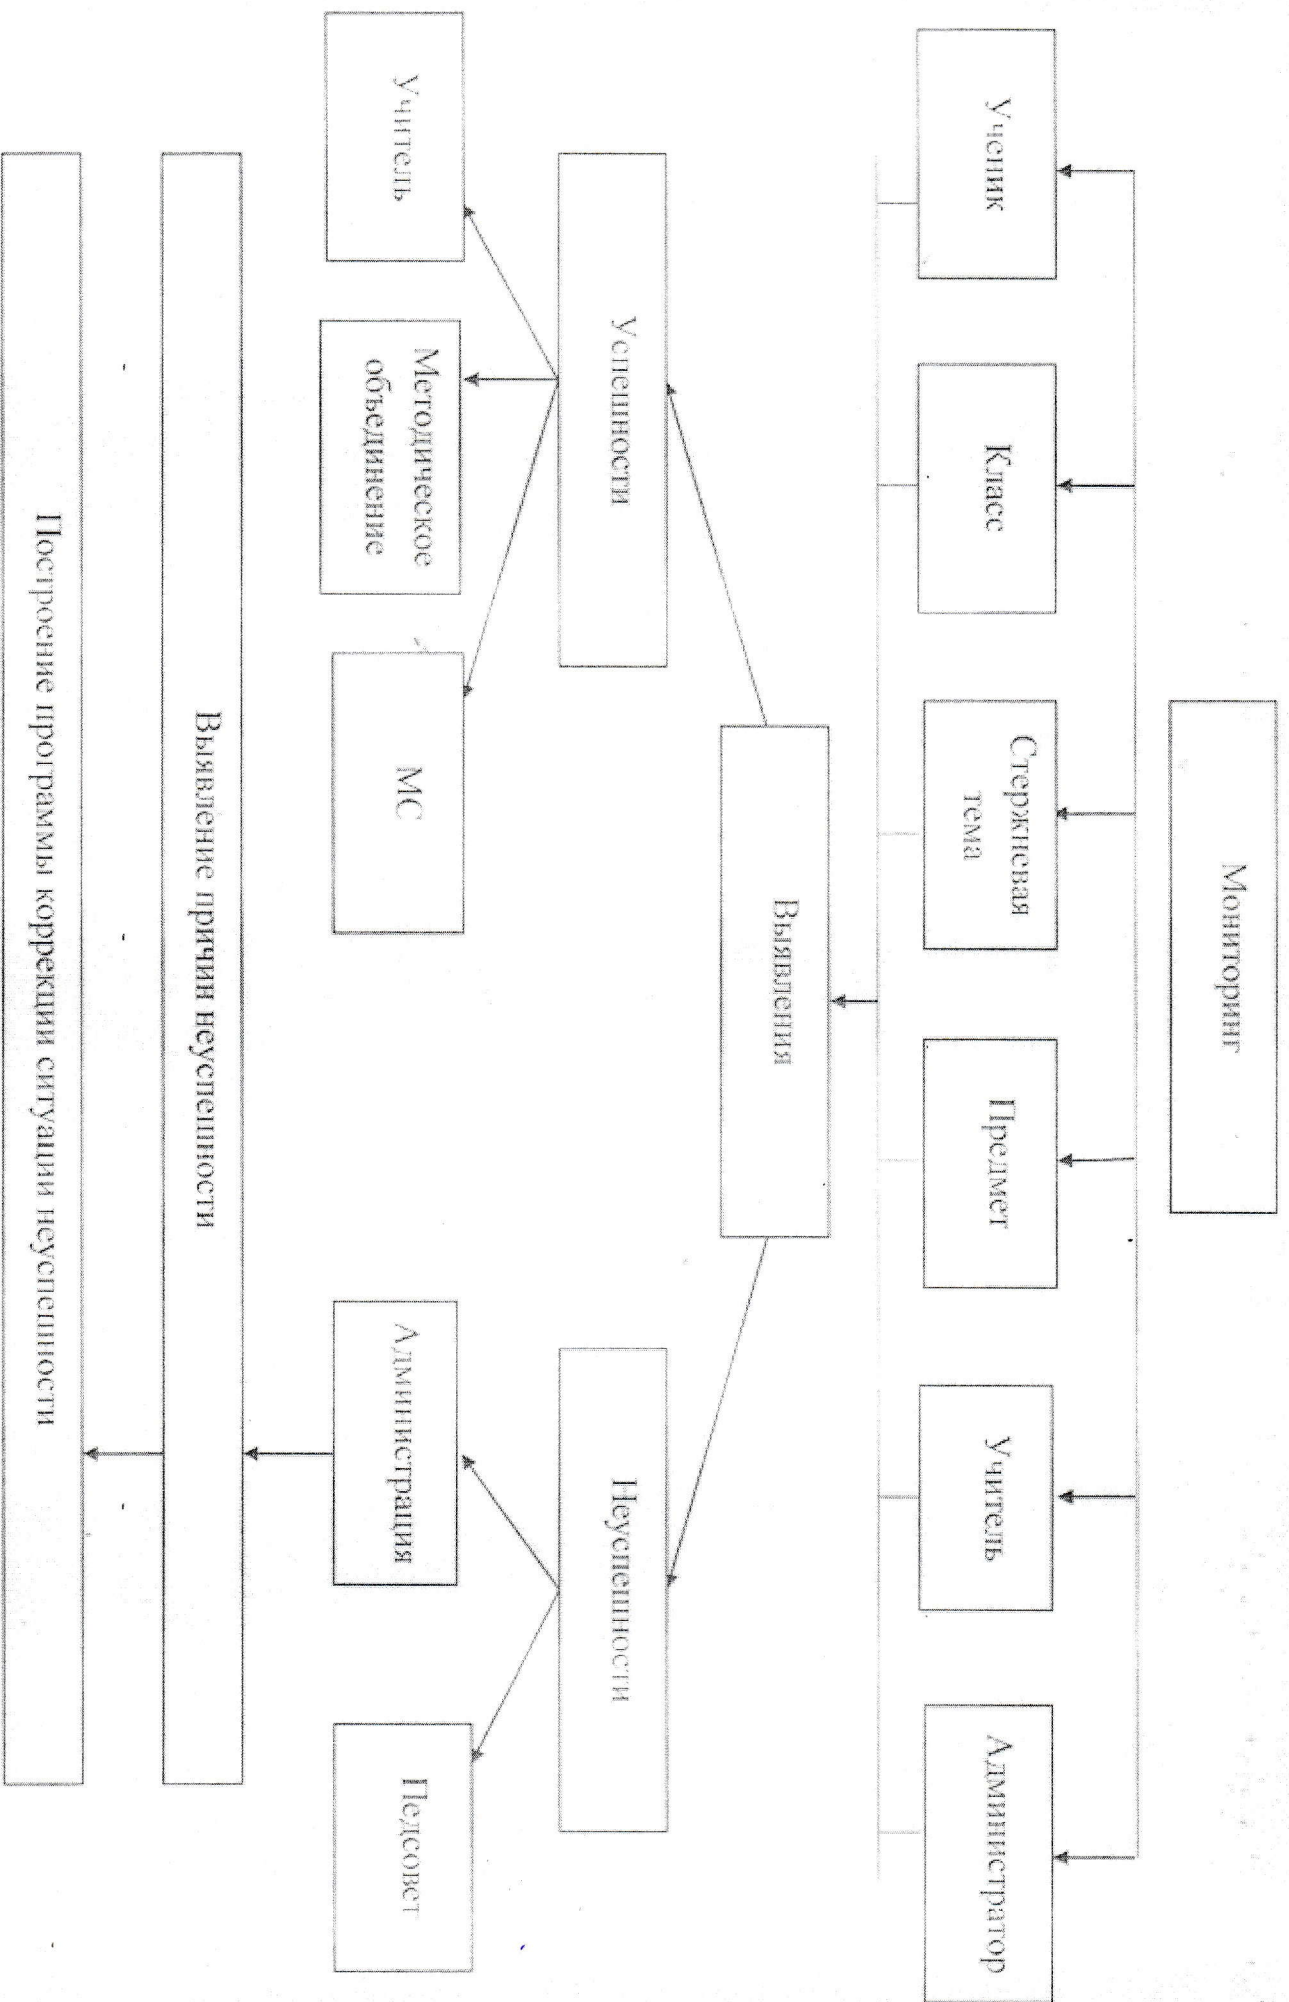 Мониторинг
Ученик
Класс
Стержневая
тема
Предмет
Учитель
Администратор
Выявления
Успешности
Неуспешности
Учитель
Методическое
объединение
МС
Администрация
Педсовет
Выявление причин неуспешности
Построение программы коррекции ситуации неуспешности